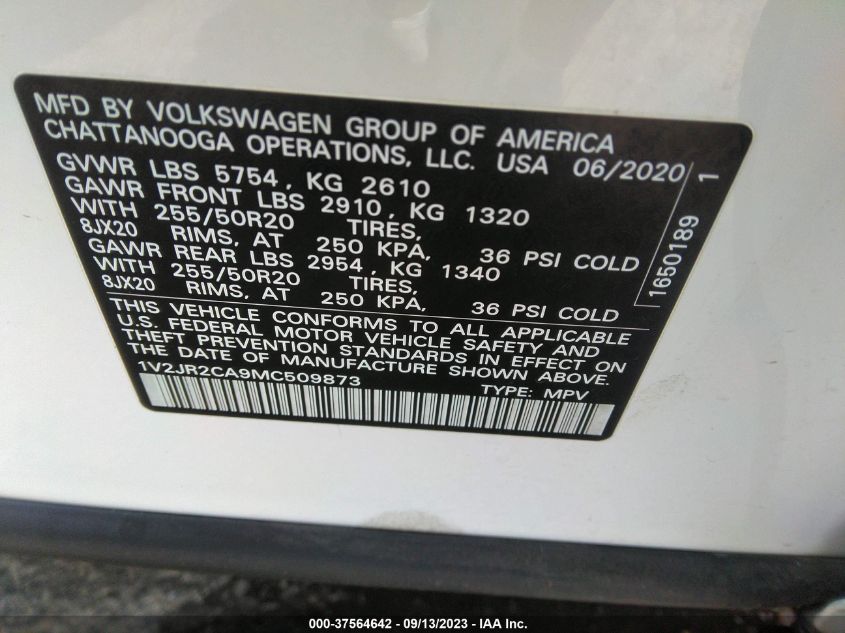 MFD BY VOLKSWAGEN GROUP OF AMERICA
CHATTANOOGA OPERATIONS, LLC. USA 06/2020
GVWR LBS 5754, KG 2610
GAWR FRONT LBS 2910, KG 1320
WITH 255/50R20 TIRES,
8JX20 RIMS, AT 250 KPA, 36 PSI COLD
GAWR REAR LBS 2954, KG 1340
WITH 255/50R20 TIRES,
8JX20 RIMS, AT 250 KPA, 36 PSI COLD
THIS VEHICLE CONFORMS TO ALL APPLICABLE
U.S. FEDERAL MOTOR VEHICLE SAFETY AND
THEFT PREVENTION STANDARDS IN EFFECT ON
THE DATE OF MANUFACTURE SHOWN ABOVE.
1V2JR2CA9MC509873 TYPE: MPV
1650189 1
000-37564642 - 09/13/2023 - IAA Inc.